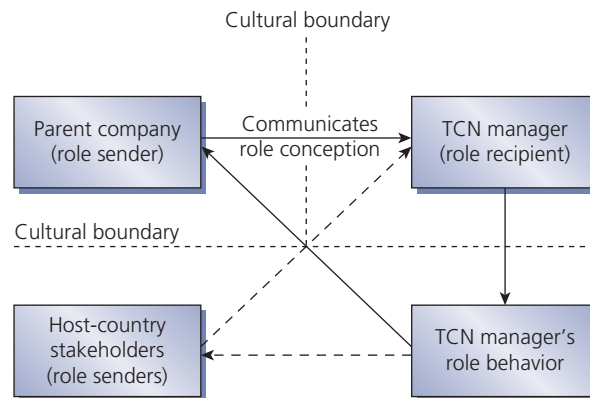 Cultural boundary
Parent company
(role sender)
Communicates
role conception
TCN manager
(role recipient)
Cultural boundary
Host-country
stakeholders
(role senders)
TCN manager's
role behavior